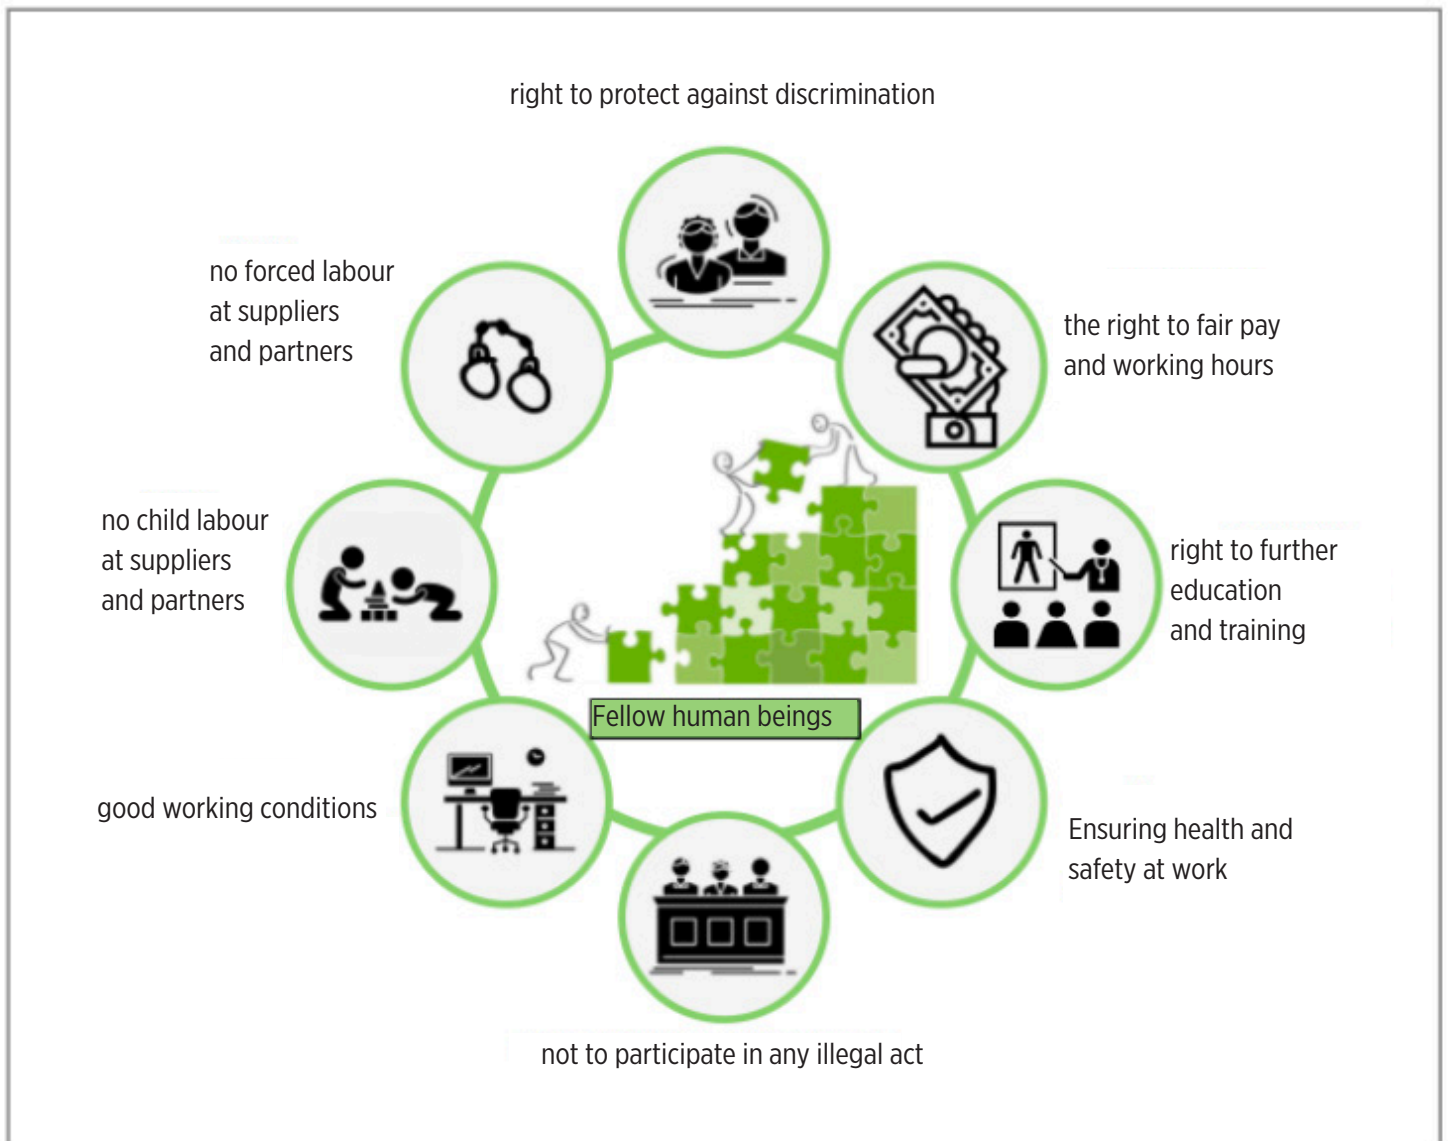 right to protect against discrimination
no forced labour
at suppliers
and partners
the right to fair pay
and working hours
no child labour
at suppliers
and partners
right to further
education
and training
Fellow human beings
good working conditions
Ensuring health and
safety at work
not to participate in any illegal act